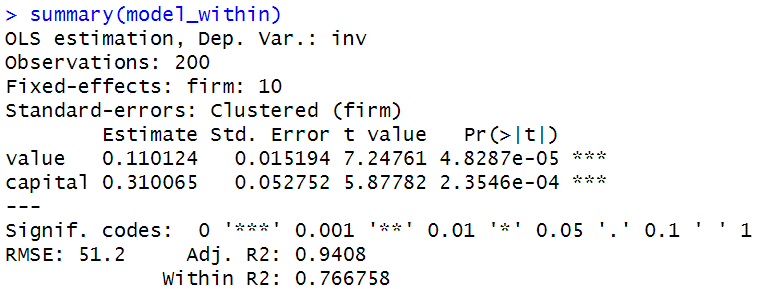 > summary(model_within)
OLS estimation, Dep. Var.: inv
Observations: 200
Fixed-effects: firm: 10
Standard-errors: Clustered (firm)
        Estimate Std. Error t value   Pr(>|t|)
value   0.110124   0.015194 7.24761 4.8287e-05 ***
capital 0.310065   0.052752 5.87782 2.3546e-04 ***
---
Signif. codes:  0 '***' 0.001 '**' 0.01 '*' 0.05 '.' 0.1 ' ' 1
RMSE: 51.2     Adj. R2: 0.9408
             Within R2: 0.766758